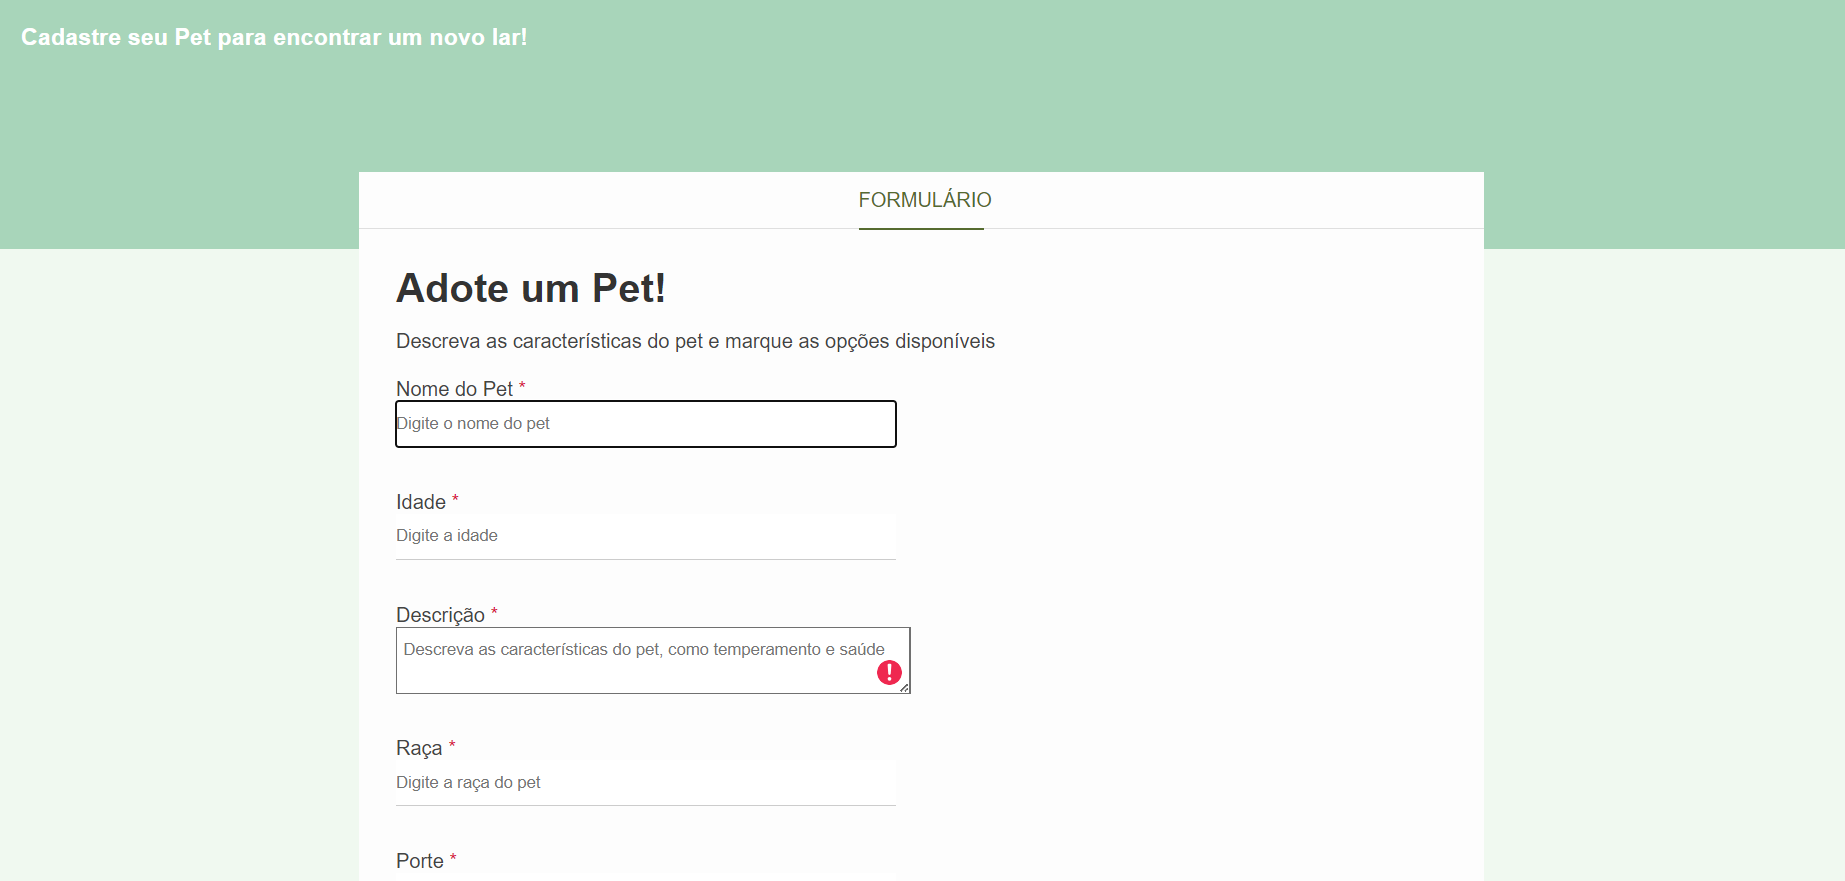 Cadastre seu Pet para encontrar um novo lar!
FORMULÁRIO
Adote um Pet!
Descreva as características do pet e marque as opções disponíveis
Nome do Pet *
Digite o nome do pet
Idade *
Digite a idade
Descrição *
Descreva as características do pet, como temperamento e saúde
Raça *
Digite a raça do pet
Porte *